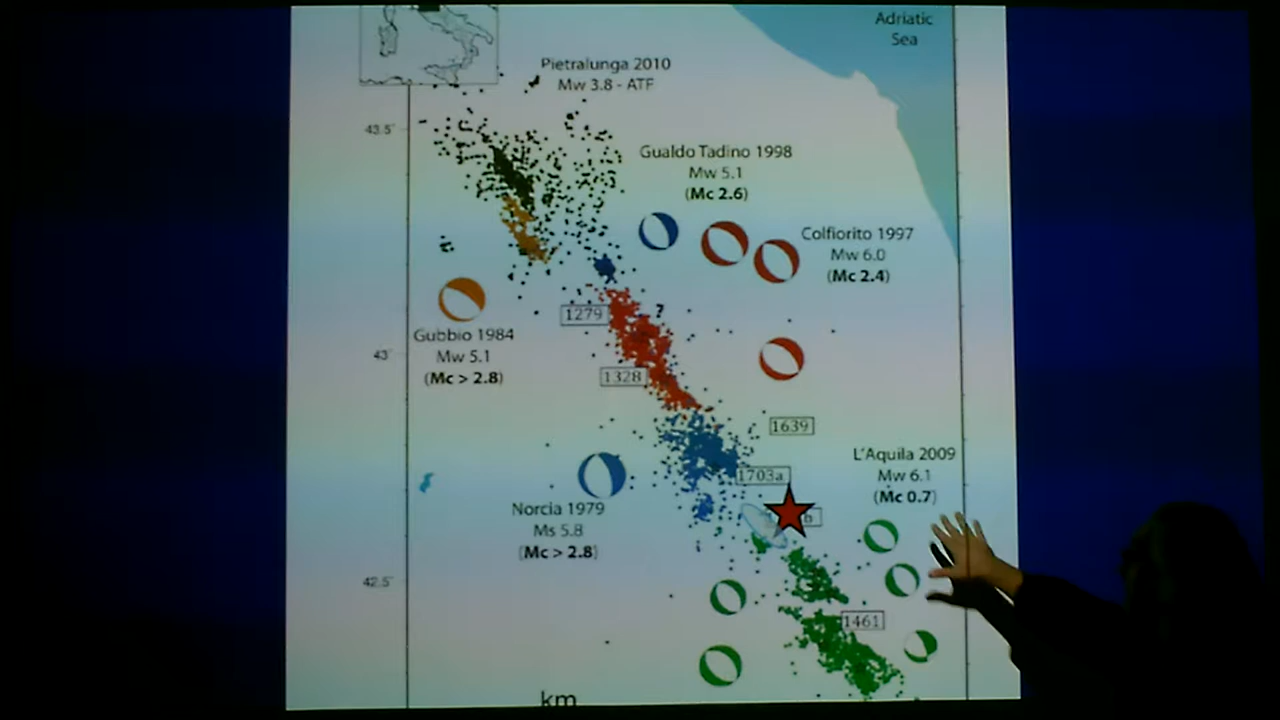 Adriatic
Sea
Pietralunga 2010
Mw 3.8 - ATF
43.5°
Gualdo Tadino 1998
Mw 5.1
(Mc 2.6)
Colfiorito 1997
Mw 6.0
(Mc 2.4)
1279
?
Gubbio 1984
Mw 5.1
(Mc > 2.8)
43°
1328
1639
L'Aquila 2009
Mw 6.1
(Mc 0.7)
1703a
Norcia 1979
Ms 5.8
(Mc > 2.8)
b
42.5°
1461
km